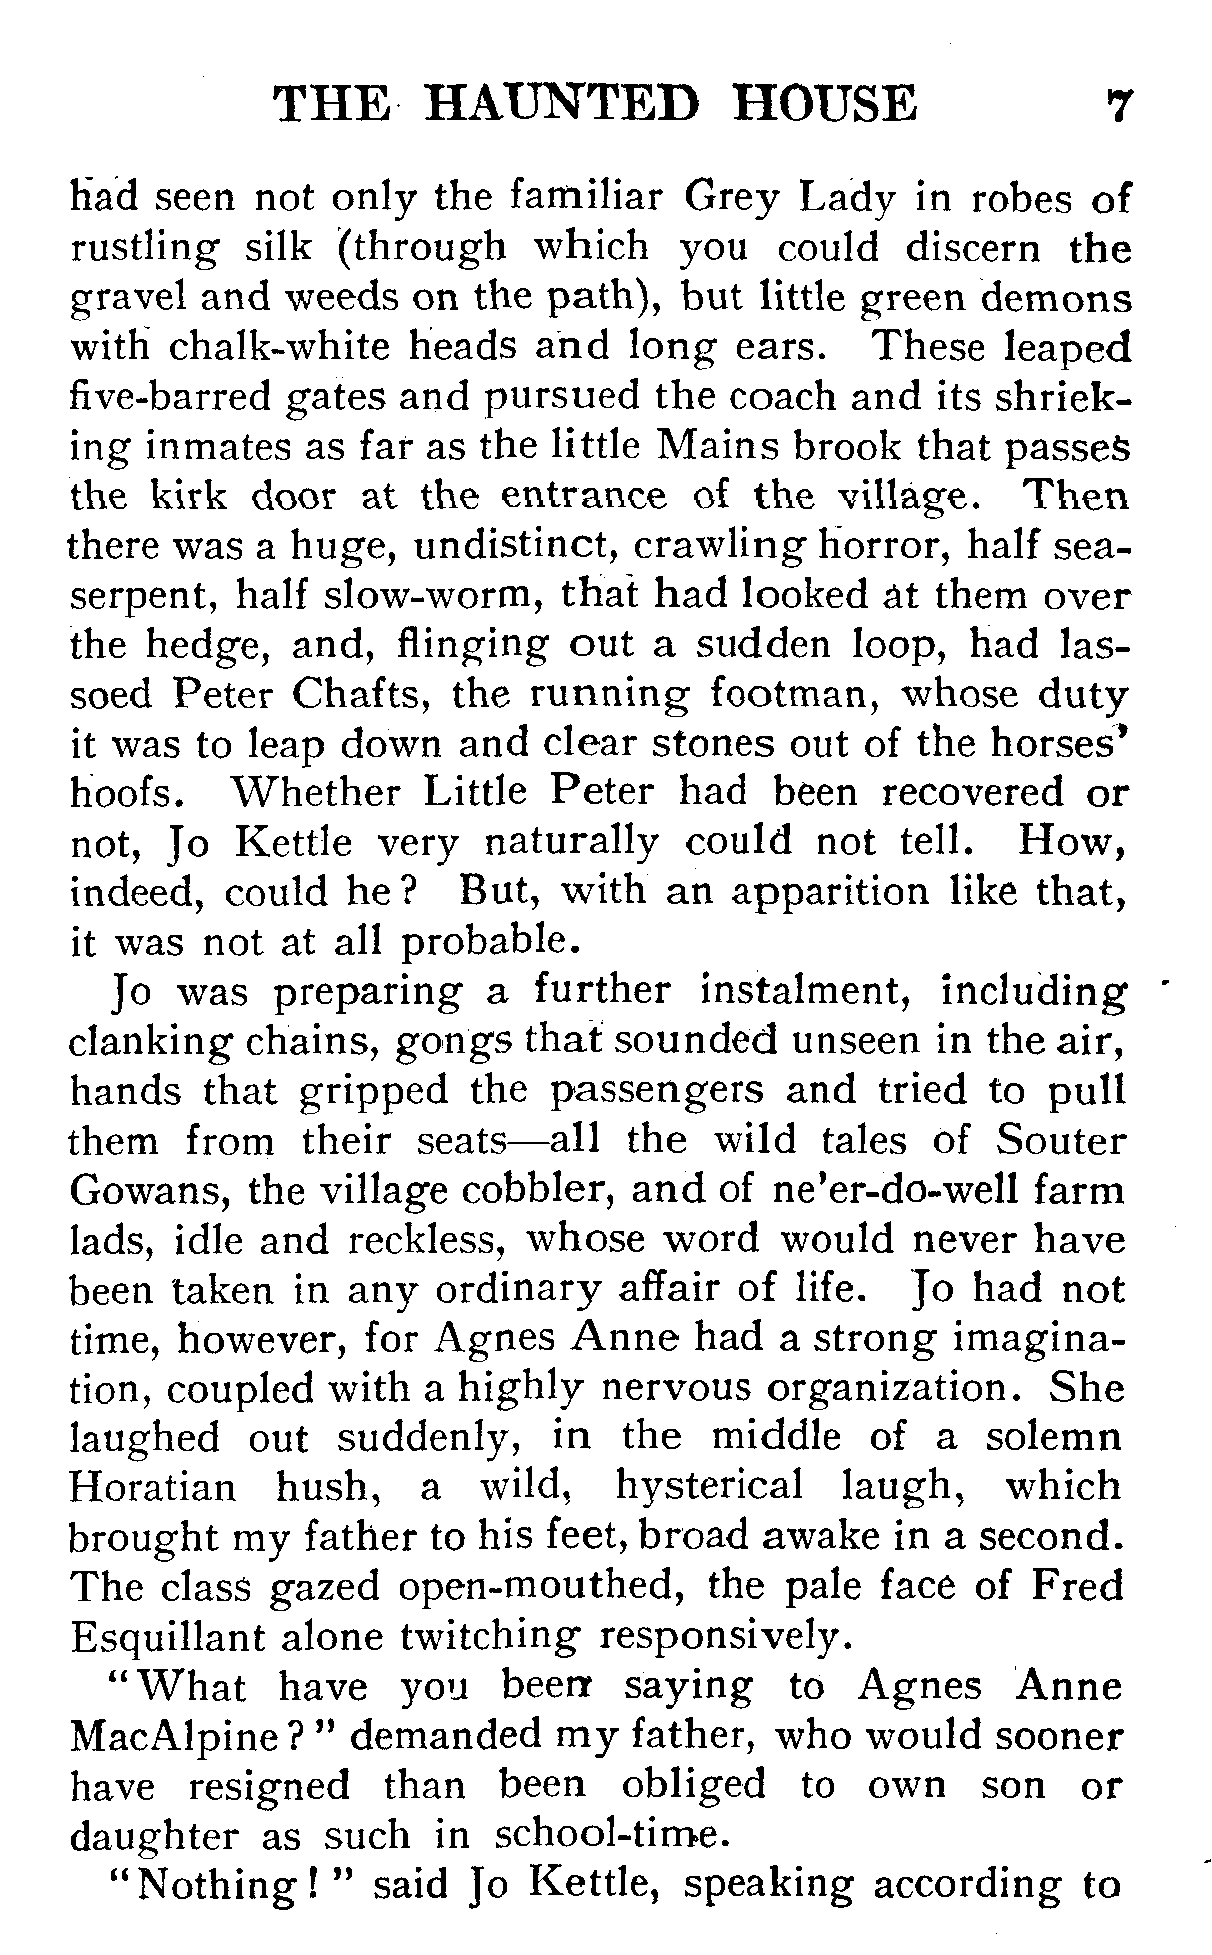 THE HAUNTED HOUSE 7
had seen not only the familiar Grey Lady in robes of
rustling silk (through which you could discern the
gravel and weeds on the path), but little green demons
with chalk-white heads and long ears. These leaped
five-barred gates and pursued the coach and its shriek-
ing inmates as far as the little Mains brook that passes
the kirk door at the entrance of the village. Then
there was a huge, undistinct, crawling horror, half sea-
serpent, half slow-worm, that had looked at them over
the hedge, and, flinging out a sudden loop, had las-
soed Peter Chafts, the running footman, whose duty
it was to leap down and clear stones out of the horses’
hoofs. Whether Little Peter had been recovered or
not, Jo Kettle very naturally could not tell. How,
indeed, could he? But, with an apparition like that,
it was not at all probable.
Jo was preparing a further instalment, including
clanking chains, gongs that sounded unseen in the air,
hands that gripped the passengers and tried to pull
them from their seats—all the wild tales of Souter
Gowans, the village cobbler, and of ne’er-do-well farm
lads, idle and reckless, whose word would never have
been taken in any ordinary affair of life. Jo had not
time, however, for Agnes Anne had a strong imagina-
tion, coupled with a highly nervous organization. She
laughed out suddenly, in the middle of a solemn
Horatian hush, a wild, hysterical laugh, which
brought my father to his feet, broad awake in a second.
The class gazed open-mouthed, the pale face of Fred
Esquillant alone twitching responsively.
“What have you been saying to Agnes Anne
MacAlpine?” demanded my father, who would sooner
have resigned than been obliged to own son or
daughter as such in school-time.
“Nothing!” said Jo Kettle, speaking according to